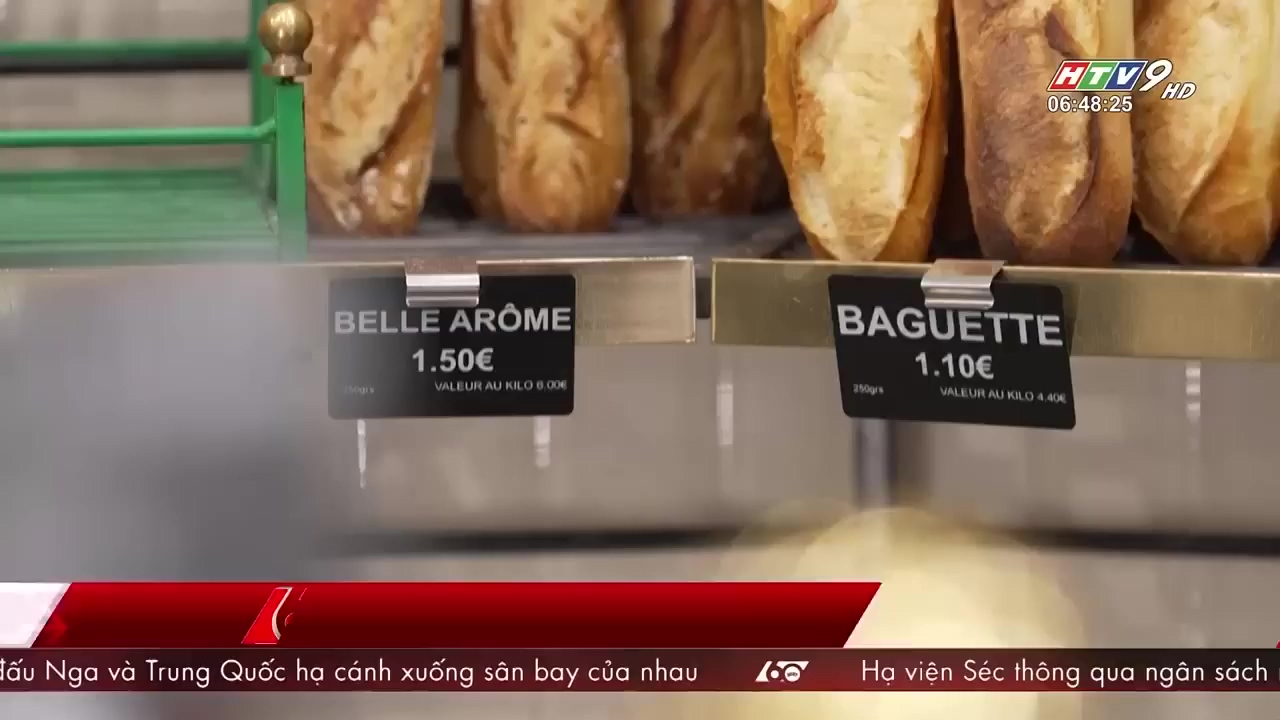 HTV9 HD
06:48:25
BELLE ARÔME
1.50€
250grs VALEUR AU KILO 6.00€
BAGUETTE
1.10€
250grs VALEUR AU KILO 4.40€
đấu Nga và Trung Quốc hạ cánh xuống sân bay của nhau
60 Hạ viện Séc thông qua ngân sách